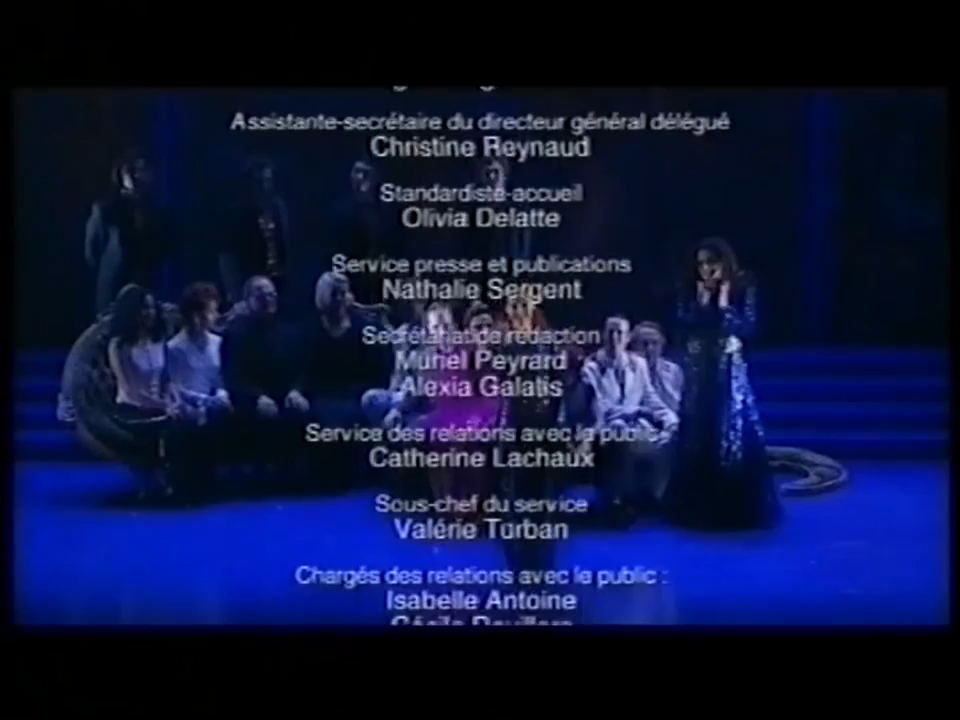 Assistante-secrétaire du directeur général délégué
Christine Reynaud
Standardiste-accueil
Olivia Delatte
Service presse et publications
Nathalie Sergent
Secrétariat de rédaction
Muriel Peyrard
Alexia Galatis
Service des relations avec le public
Catherine Lachaux
Sous-chef du service
Valérie Turban
Chargés des relations avec le public :
Isabelle Antoine